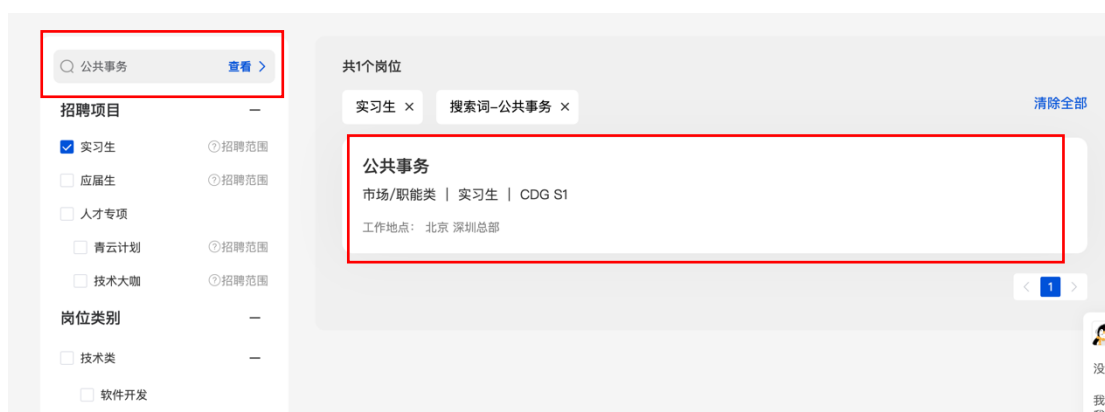 公共事务 查看 >
招聘项目 —
实习生 ?招聘范围
应届生 ?招聘范围
人才专项
青云计划 ?招聘范围
技术大咖 ?招聘范围
岗位类别 —
技术类 —
软件开发
共1个岗位
实习生 × 搜索词-公共事务 × 清除全部
公共事务
市场/职能类 | 实习生 | CDG S1
工作地点: 北京 深圳总部
< 1 >
没
我